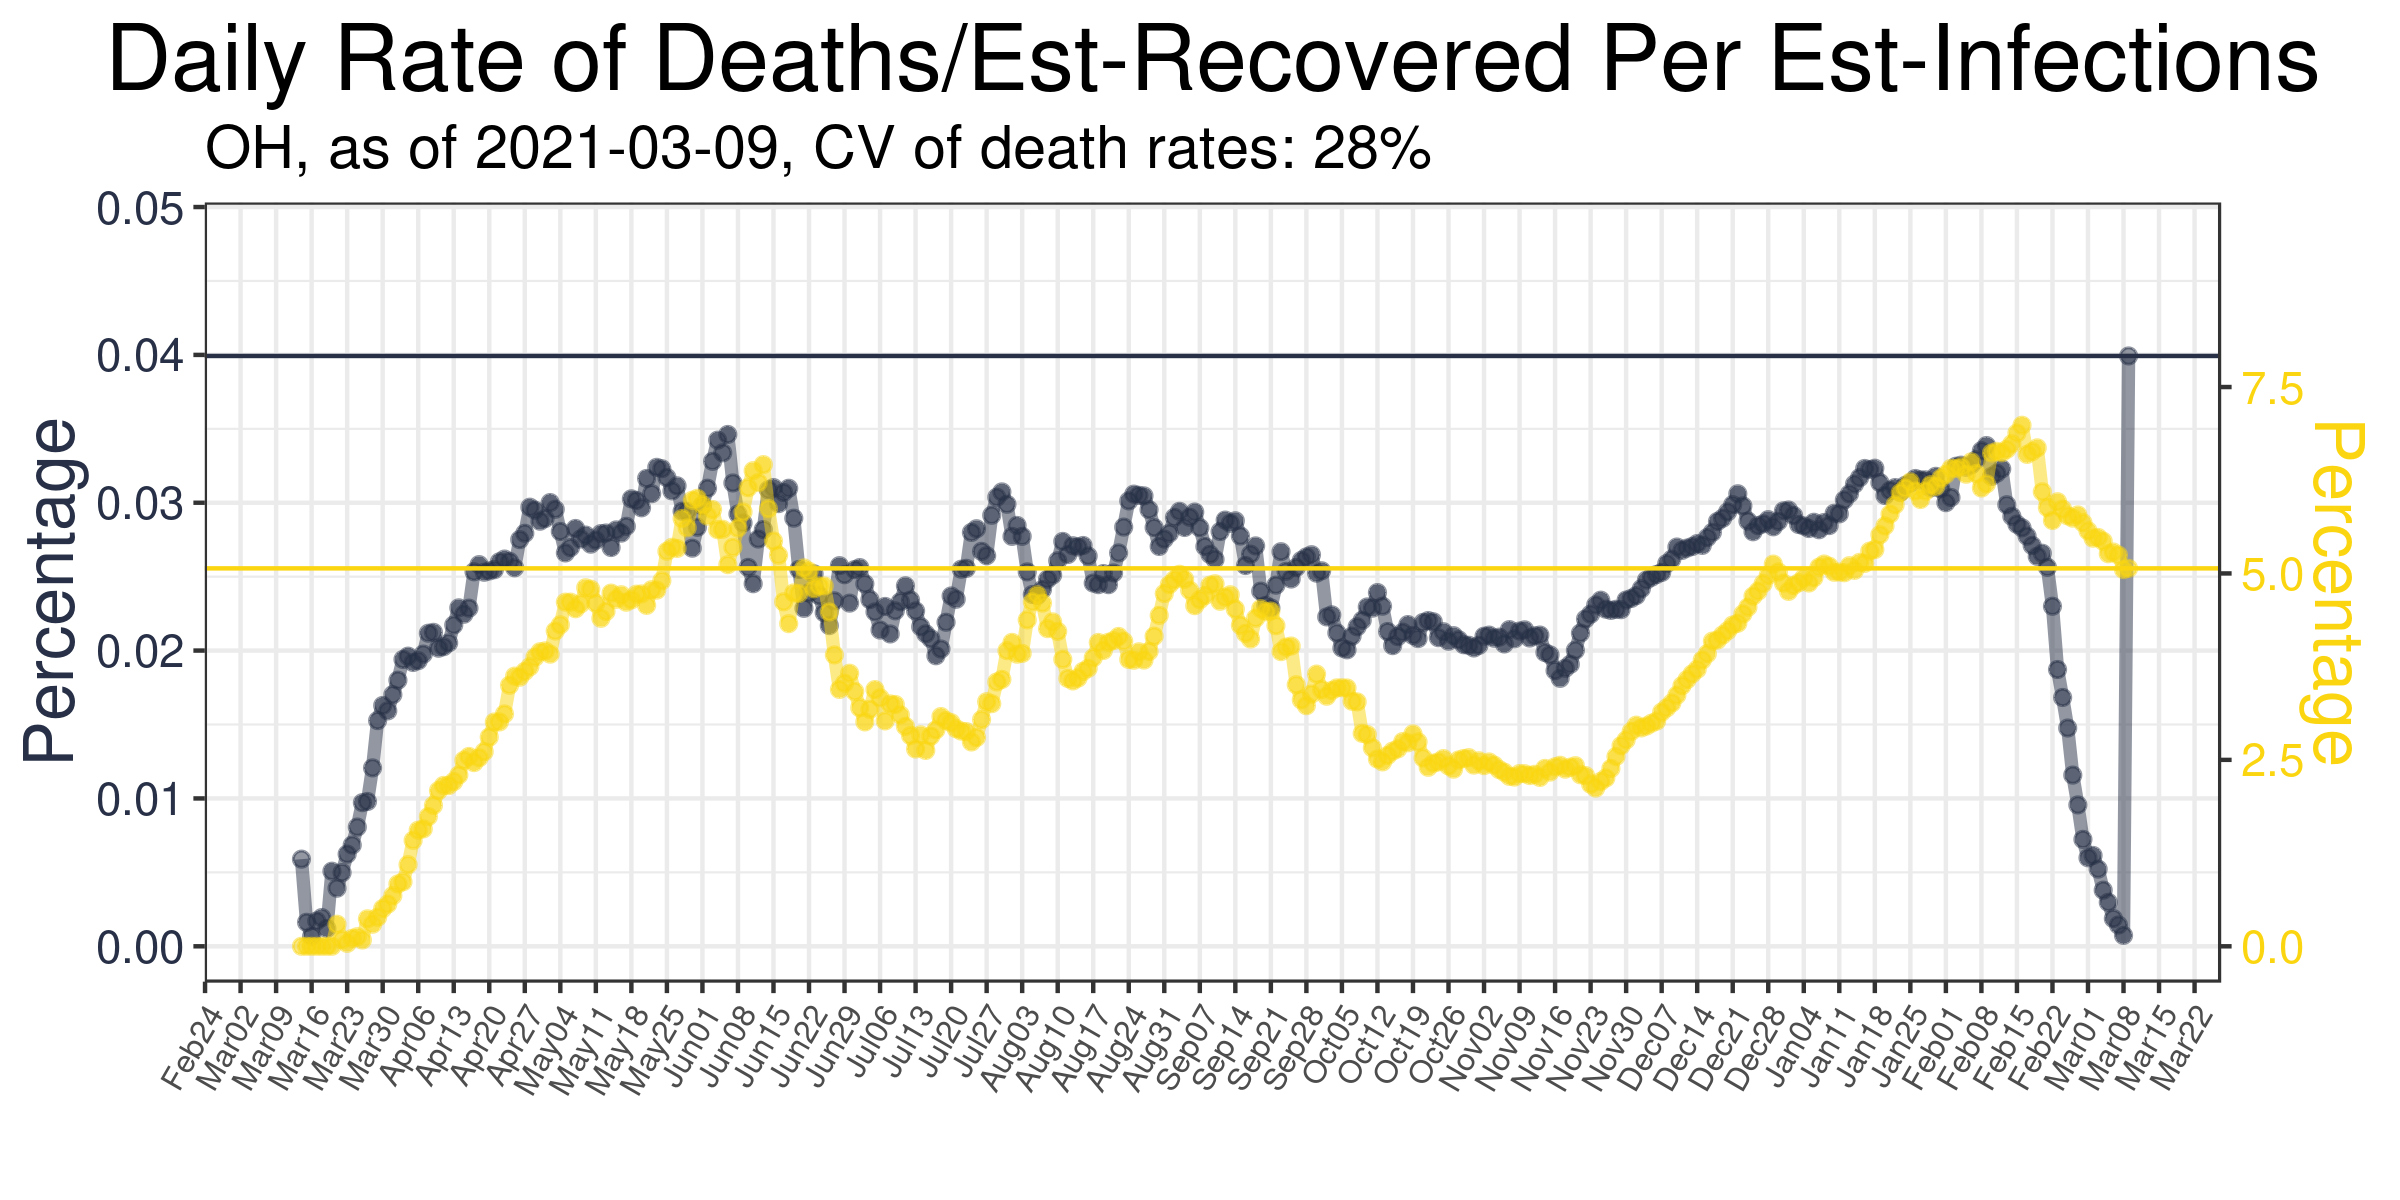 Daily Rate of Deaths/Est-Recovered Per Est-Infections
OH, as of 2021-03-09, CV of death rates: 28%
Percentage
0.05
0.04
0.03
0.02
0.01
0.00
7.5
5.0
2.5
0.0
Percentage
Feb24
Mar02
Mar09
Mar16
Mar23
Mar30
Apr06
Apr13
Apr20
Apr27
May04
May11
May18
May25
Jun01
Jun08
Jun15
Jun22
Jun29
Jul06
Jul13
Jul20
Jul27
Aug03
Aug10
Aug17
Aug24
Aug31
Sep07
Sep14
Sep21
Sep28
Oct05
Oct12
Oct19
Oct26
Nov02
Nov09
Nov16
Nov23
Nov30
Dec07
Dec14
Dec21
Dec28
Jan04
Jan11
Jan18
Jan25
Feb01
Feb08
Feb15
Feb22
Mar01
Mar08
Mar15
Mar22